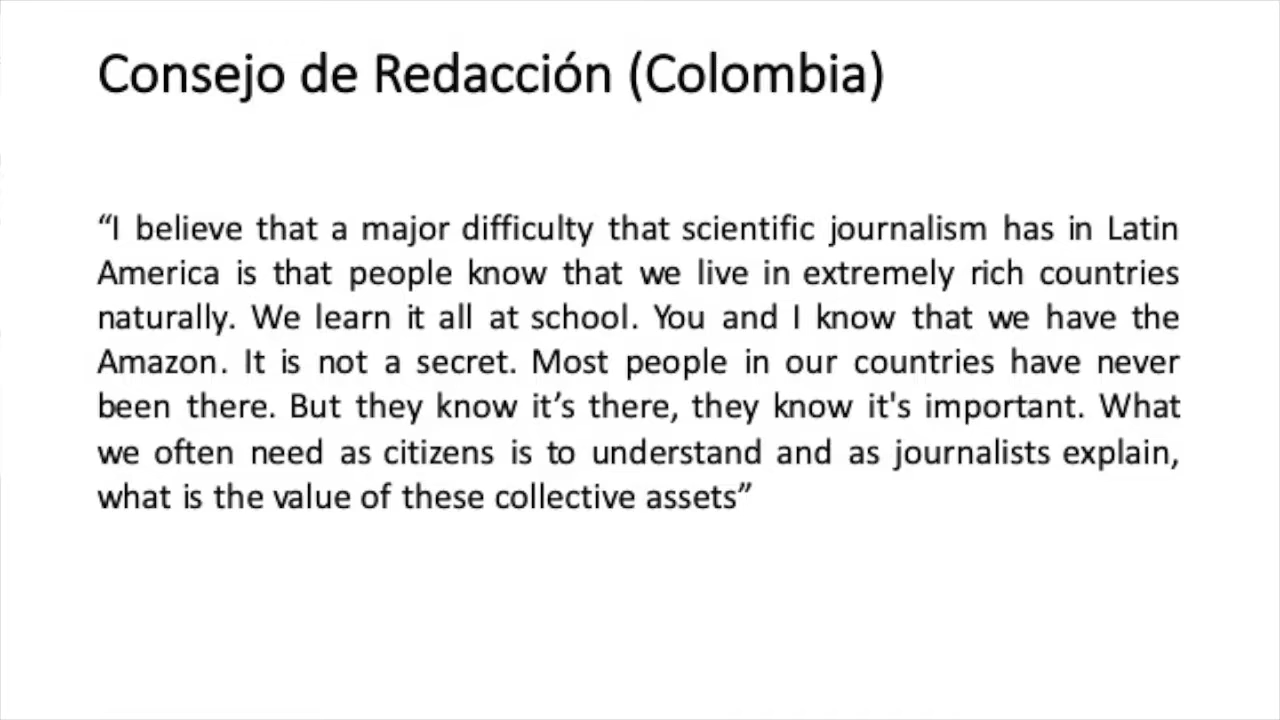 Consejo de Redacción (Colombia)
“I believe that a major difficulty that scientific journalism has in Latin
America is that people know that we live in extremely rich countries
naturally. We learn it all at school. You and I know that we have the
Amazon. It is not a secret. Most people in our countries have never
been there. But they know it’s there, they know it's important. What
we often need as citizens is to understand and as journalists explain,
what is the value of these collective assets”